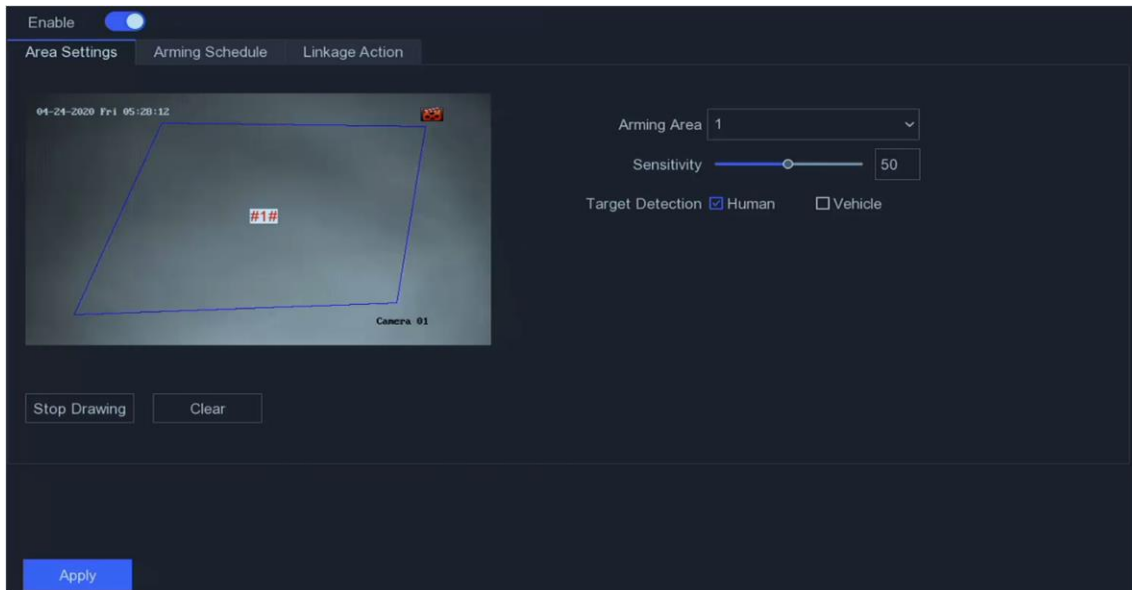 Enable
Area Settings Arming Schedule Linkage Action
04-24-2020 Fri 05:28:12
#1#
Camera 01
Arming Area 1
Sensitivity 50
Target Detection Human Vehicle
Stop Drawing Clear
Apply